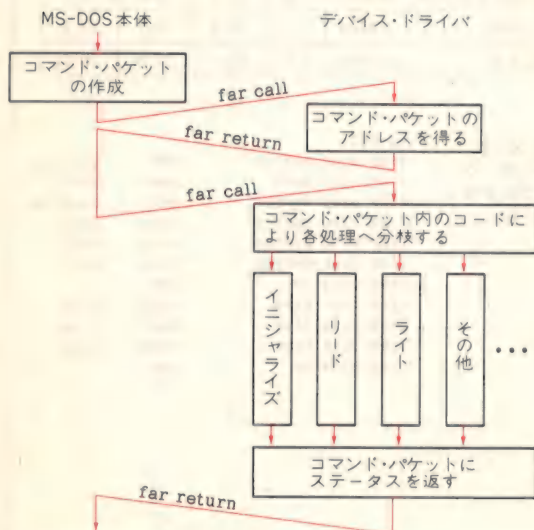 MS-DOS本体
デバイス・ドライバ
コマンド・パケット
の作成
far call
コマンド・パケットの
アドレスを得る
far return
far call
コマンド・パケット内のコードに
より各処理へ分枝する
イニシャライズ
リード
ライト
その他
•••
コマンド・パケットに
ステータスを返す
far return